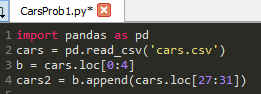 CarsProb1.py*
1 import pandas as pd
2 cars = pd.read_csv('cars.csv')
3 b = cars.loc[0:4]
4 cars2 = b.append(cars.loc[27:31])